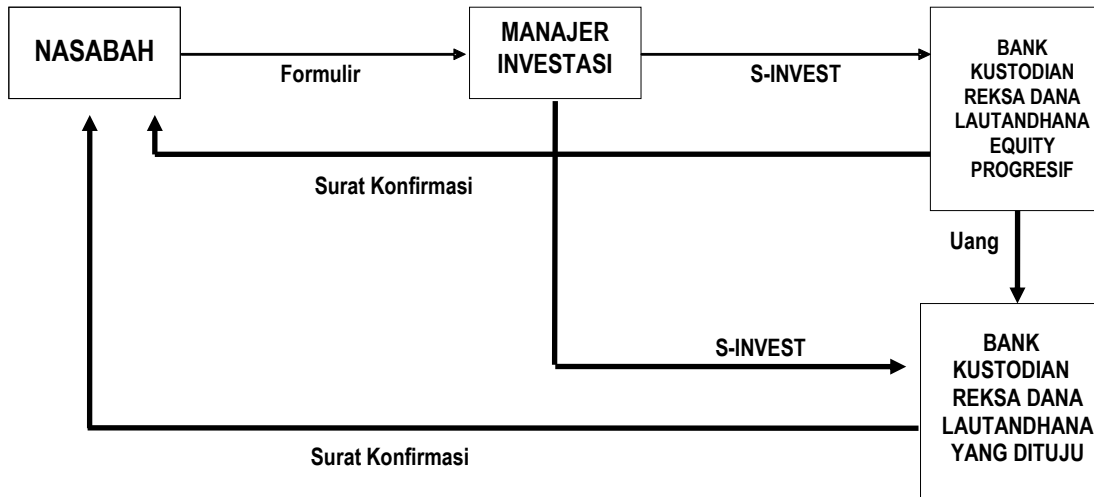 NASABAH
Formulir
MANAJER
INVESTASI
S-INVEST
BANK
KUSTODIAN
REKSA DANA
LAUTANDHANA
EQUITY
PROGRESIF
Surat Konfirmasi
Uang
S-INVEST
BANK
KUSTODIAN
REKSA DANA
LAUTANDHANA
YANG DITUJU
Surat Konfirmasi